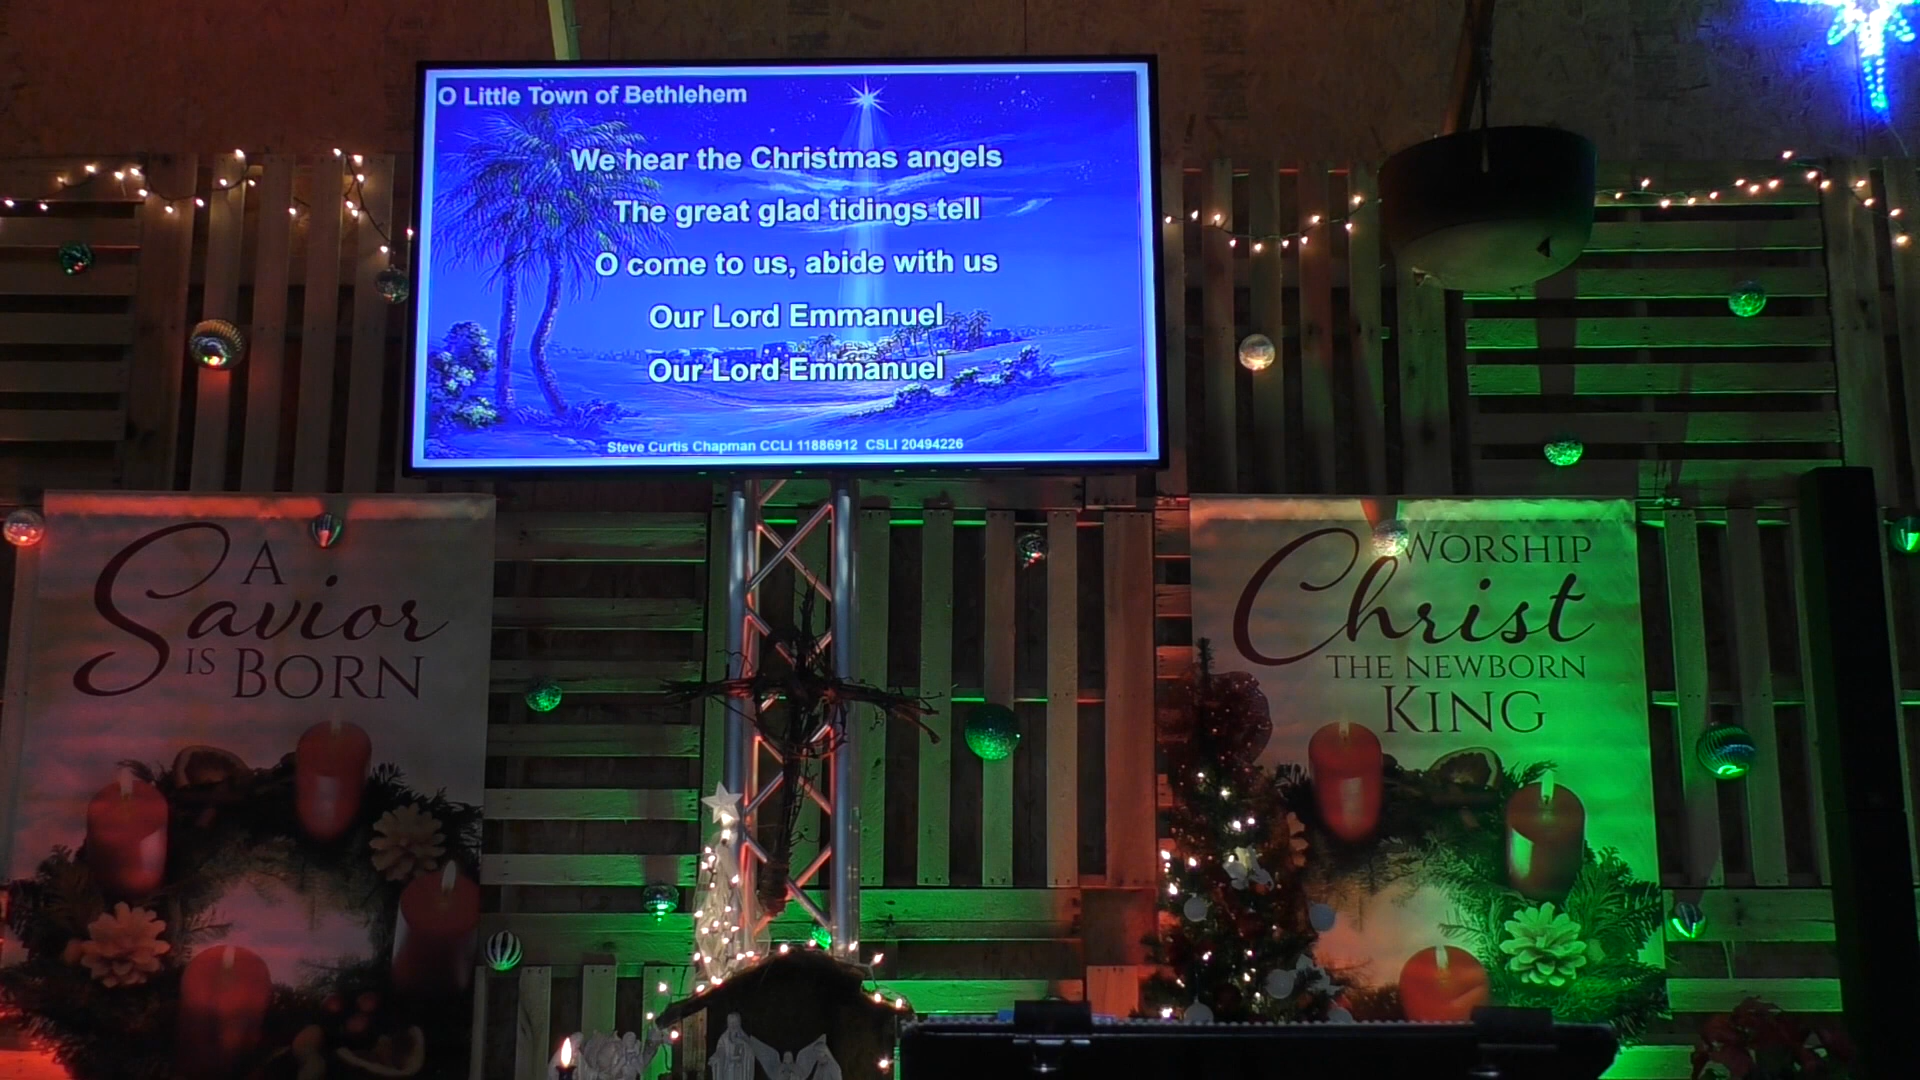 O Little Town of Bethlehem
We hear the Christmas angels
The great glad tidings tell
O come to us, abide with us
Our Lord Emmanuel
Our Lord Emmanuel
Steve Curtis Chapman CCLI 11886912 CSLI 20494226
A
Savior
IS BORN
WORSHIP
Christ
THE NEWBORN
KING